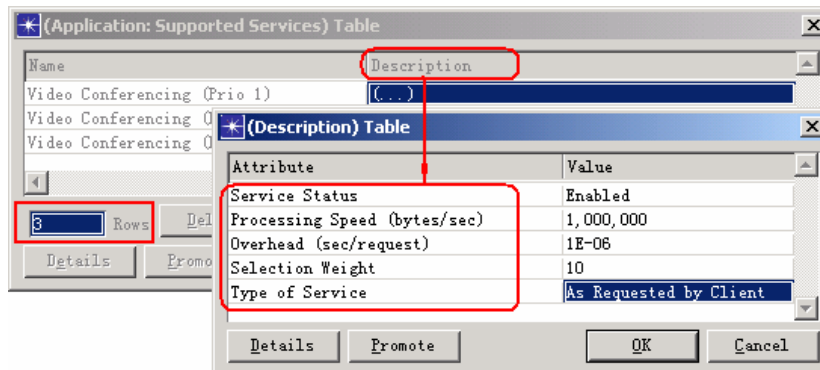 (Application: Supported Services) Table
Name Description
Video Conferencing (Prio 1) (...)
Video Conferencing
Video Conferencing
3 Rows
Details
(Description) Table
Attribute Value
Service Status Enabled
Processing Speed (bytes/sec) 1,000,000
Overhead (sec/request) 1E-06
Selection Weight 10
Type of Service As Requested by Client
Details Promote OK Cancel